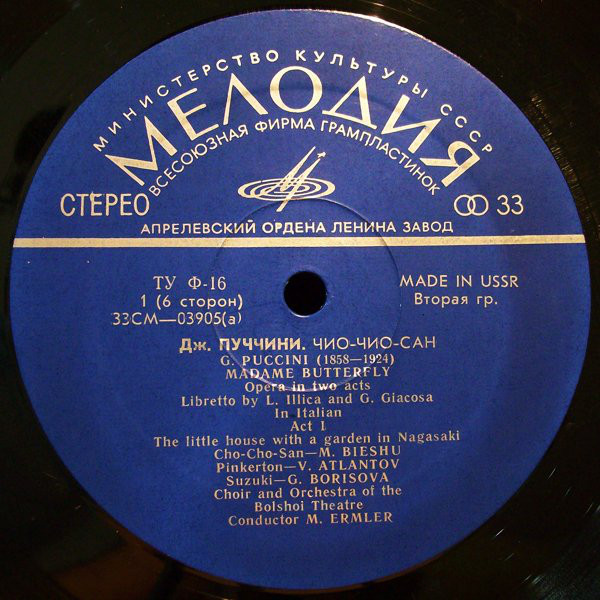 МИНИСТЕРСТВО КУЛЬТУРЫ СССР
МЕЛОДИЯ
ВСЕСОЮЗНАЯ ФИРМА ГРАМПЛАСТИНОК
СТЕРЕО
33
АПРЕЛЕВСКИЙ ОРДЕНА ЛЕНИНА ЗАВОД
ТУ Ф-16
MADE IN USSR
1 (6 сторон)
Вторая гр.
33СМ—03905(а)
Дж. ПУЧЧИНИ. ЧИО-ЧИО-САН
G. PUCCINI (1858—1924)
MADAME BUTTERFLY
Opera in two acts
Libretto by L. Illica and G. Giacosa
In Italian
Act 1
The little house with a garden in Nagasaki
Cho-Cho-San—M. BIESHU
Pinkerton—V. ATLANTOV
Suzuki—G. BORISOVA
Choir and Orchestra of the
Bolshoi Theatre
Conductor M. ERMLER